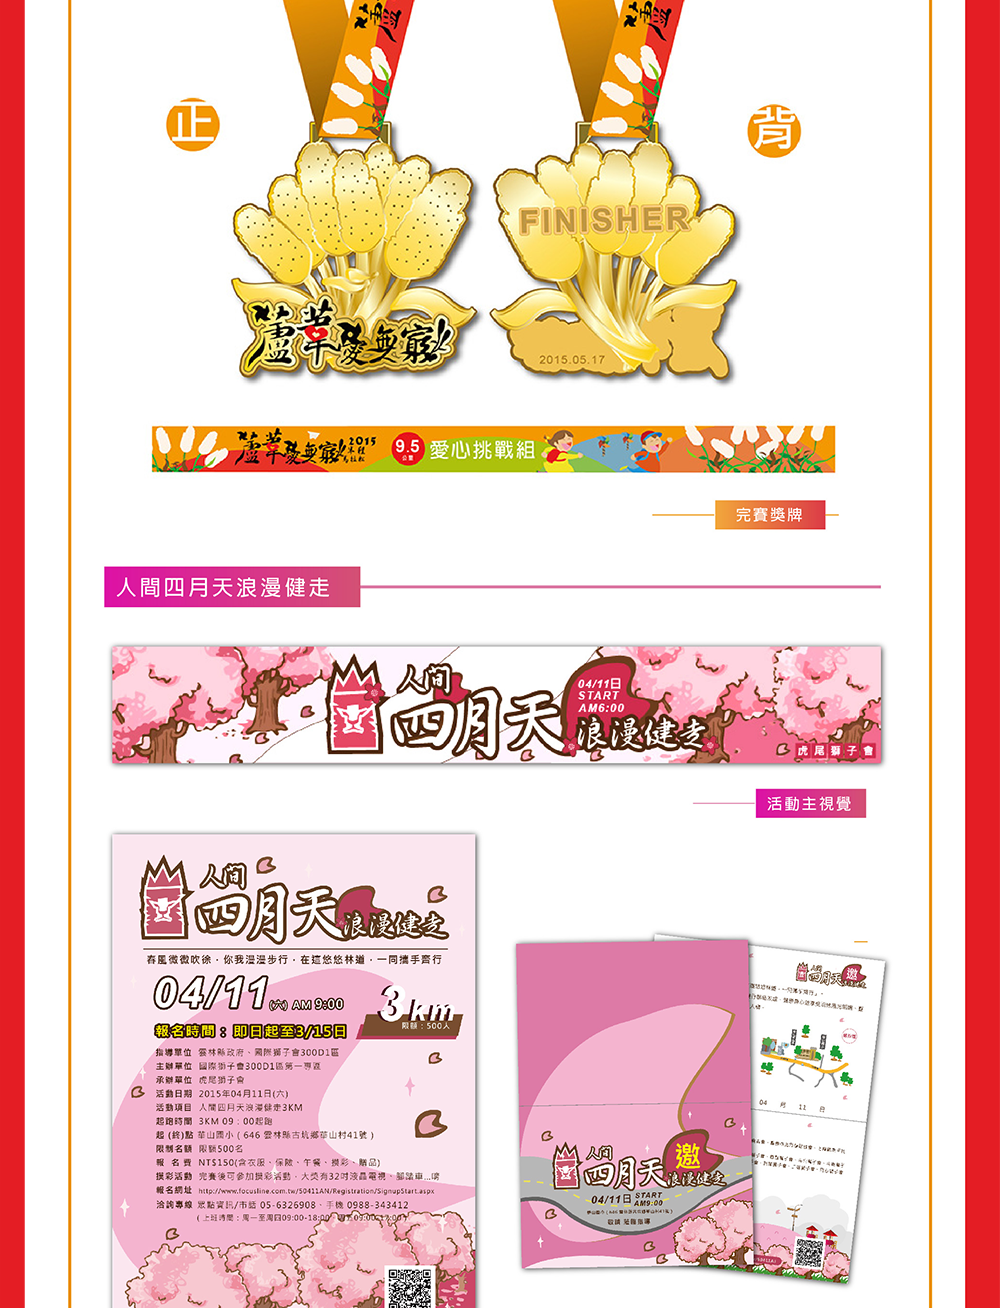 正
背
FINISHER
蘆葦愛無窮
2015.05.17
蘆葦愛無窮 2015
9.5 公里 愛心挑戰組
完賽獎牌
人間四月天浪漫健走
人間
四月天
04/11日
START
AM6:00
浪漫健走
虎尾獅子會
活動主視覺
人間
四月天 浪漫健走
春風微微吹徐．你我漫漫步行．在這悠悠林道．一同攜手齊行
04/11 (六) AM 9:00
3km
限額：500人
報名時間：即日起至3/15日
指導單位 雲林縣政府、國際獅子會300D1區
主辦單位 國際獅子會300D1區第一專區
承辦單位 虎尾獅子會
活動日期 2015年04月11日(六)
活動項目 人間四月天浪漫健走3KM
起跑時間 3KM 09：00起跑
起(終)點 華山國小(646 雲林縣古坑鄉華山村41號)
限制名額 限額500名
報 名 費 NT$150(含衣服、保險、午餐、摸彩、贈品)
摸彩活動 完賽後可參加摸彩活動，大獎有32吋液晶電視、腳踏車...唷
報名網址 http://www.focusline.com.tw/50411AN/Registration/SignupStart.aspx
洽詢專線 眾點資訊/市話 05-6326908、手機 0988-343412
(上班時間：周一至周四09:00-18:00
人間
四月天 邀
浪漫健走
04/11日 START
AM9:00
敬請 蒞臨指導
人間
四月天 邀
04 月 11 日